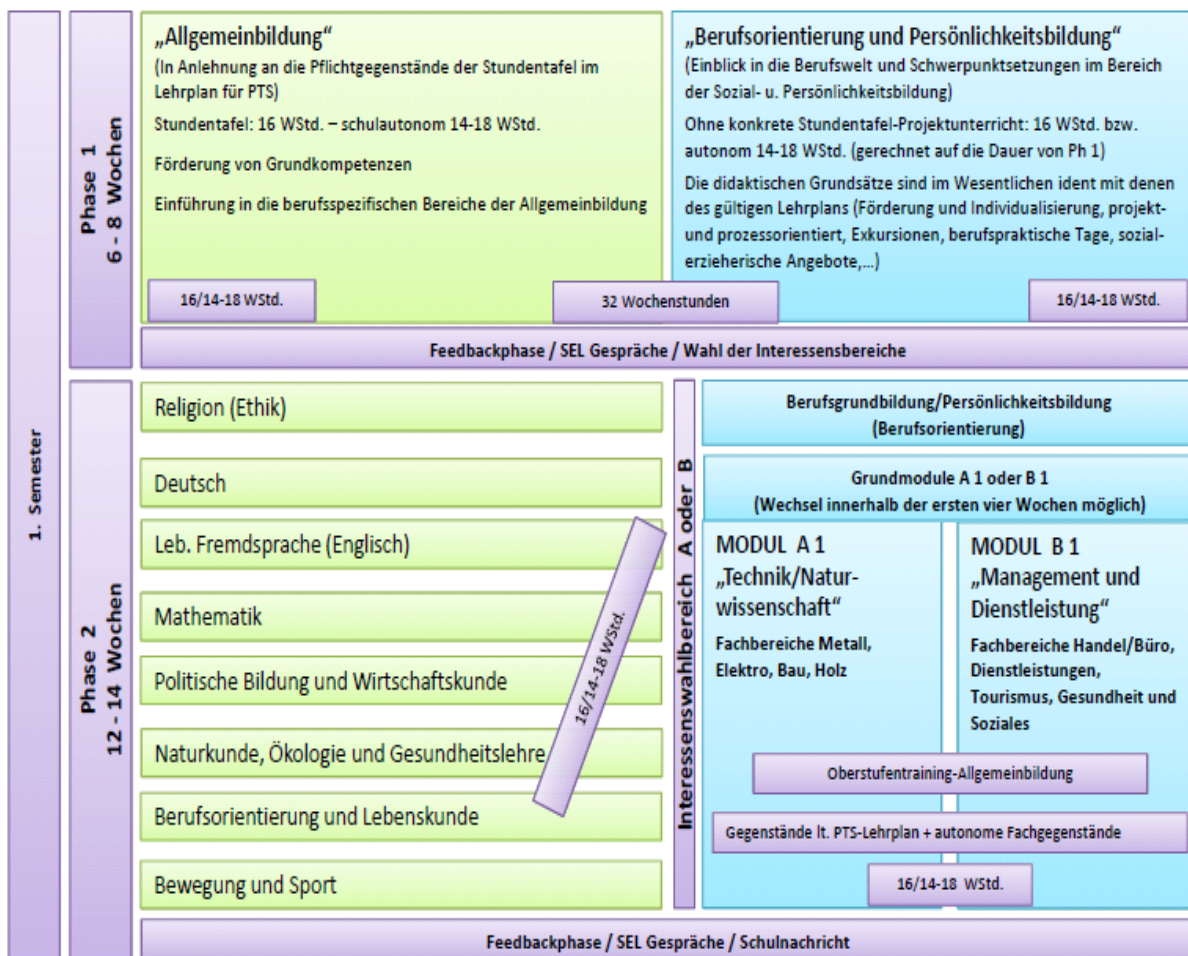 1. Semester
Phase 1
6 - 8 Wochen
„Allgemeinbildung“
(In Anlehnung an die Pflichtgegenstände der Stundentafel im
Lehrplan für PTS)
Stundentafel: 16 WStd. – schulautonom 14-18 WStd.
Förderung von Grundkompetenzen
Einführung in die berufsspezifischen Bereiche der Allgemeinbildung
16/14-18 WStd.
„Berufsorientierung und Persönlichkeitsbildung“
(Einblick in die Berufswelt und Schwerpunktsetzungen im Bereich
der Sozial- u. Persönlichkeitsbildung)
Ohne konkrete Stundentafel-Projektunterricht: 16 WStd. bzw.
autonom 14-18 WStd. (gerechnet auf die Dauer von Ph 1)
Die didaktischen Grundsätze sind im Wesentlichen ident mit denen
des gültigen Lehrplans (Förderung und Individualisierung, projekt-
und prozessorientiert, Exkursionen, berufspraktische Tage, sozial-
erzieherische Angebote,...)
32 Wochenstunden
16/14-18 WStd.
Feedbackphase / SEL Gespräche / Wahl der Interessensbereiche
Phase 2
12 - 14 Wochen
Religion (Ethik)
Deutsch
Leb. Fremdsprache (Englisch)
Mathematik
Politische Bildung und Wirtschaftskunde
Naturkunde, Ökologie und Gesundheitslehre
Berufsorientierung und Lebenskunde
Bewegung und Sport
16/14-18 WStd.
Interessenswahlbereich A oder B
Berufsgrundbildung/Persönlichkeitsbildung
(Berufsorientierung)
Grundmodule A 1 oder B 1
(Wechsel innerhalb der ersten vier Wochen möglich)
MODUL A 1
„Technik/Natur-
wissenschaft“
Fachbereiche Metall,
Elektro, Bau, Holz
MODUL B 1
„Management und
Dienstleistung“
Fachbereiche Handel/Büro,
Dienstleistungen,
Tourismus, Gesundheit und
Soziales
Oberstufentraining-Allgemeinbildung
Gegenstände lt. PTS-Lehrplan + autonome Fachgegenstände
16/14-18 WStd.
Feedbackphase / SEL Gespräche / Schulnachricht